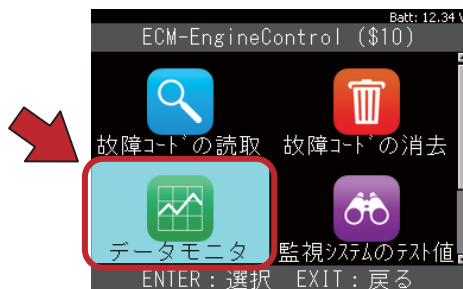 Batt: 12.34 V
ECM-EngineControl ($10)
故障ｺｰﾄﾞの読取 故障ｺｰﾄﾞの消去
データモニタ 監視ｼｽﾃﾑのﾃｽﾄ値
ENTER：選択 EXIT：戻る